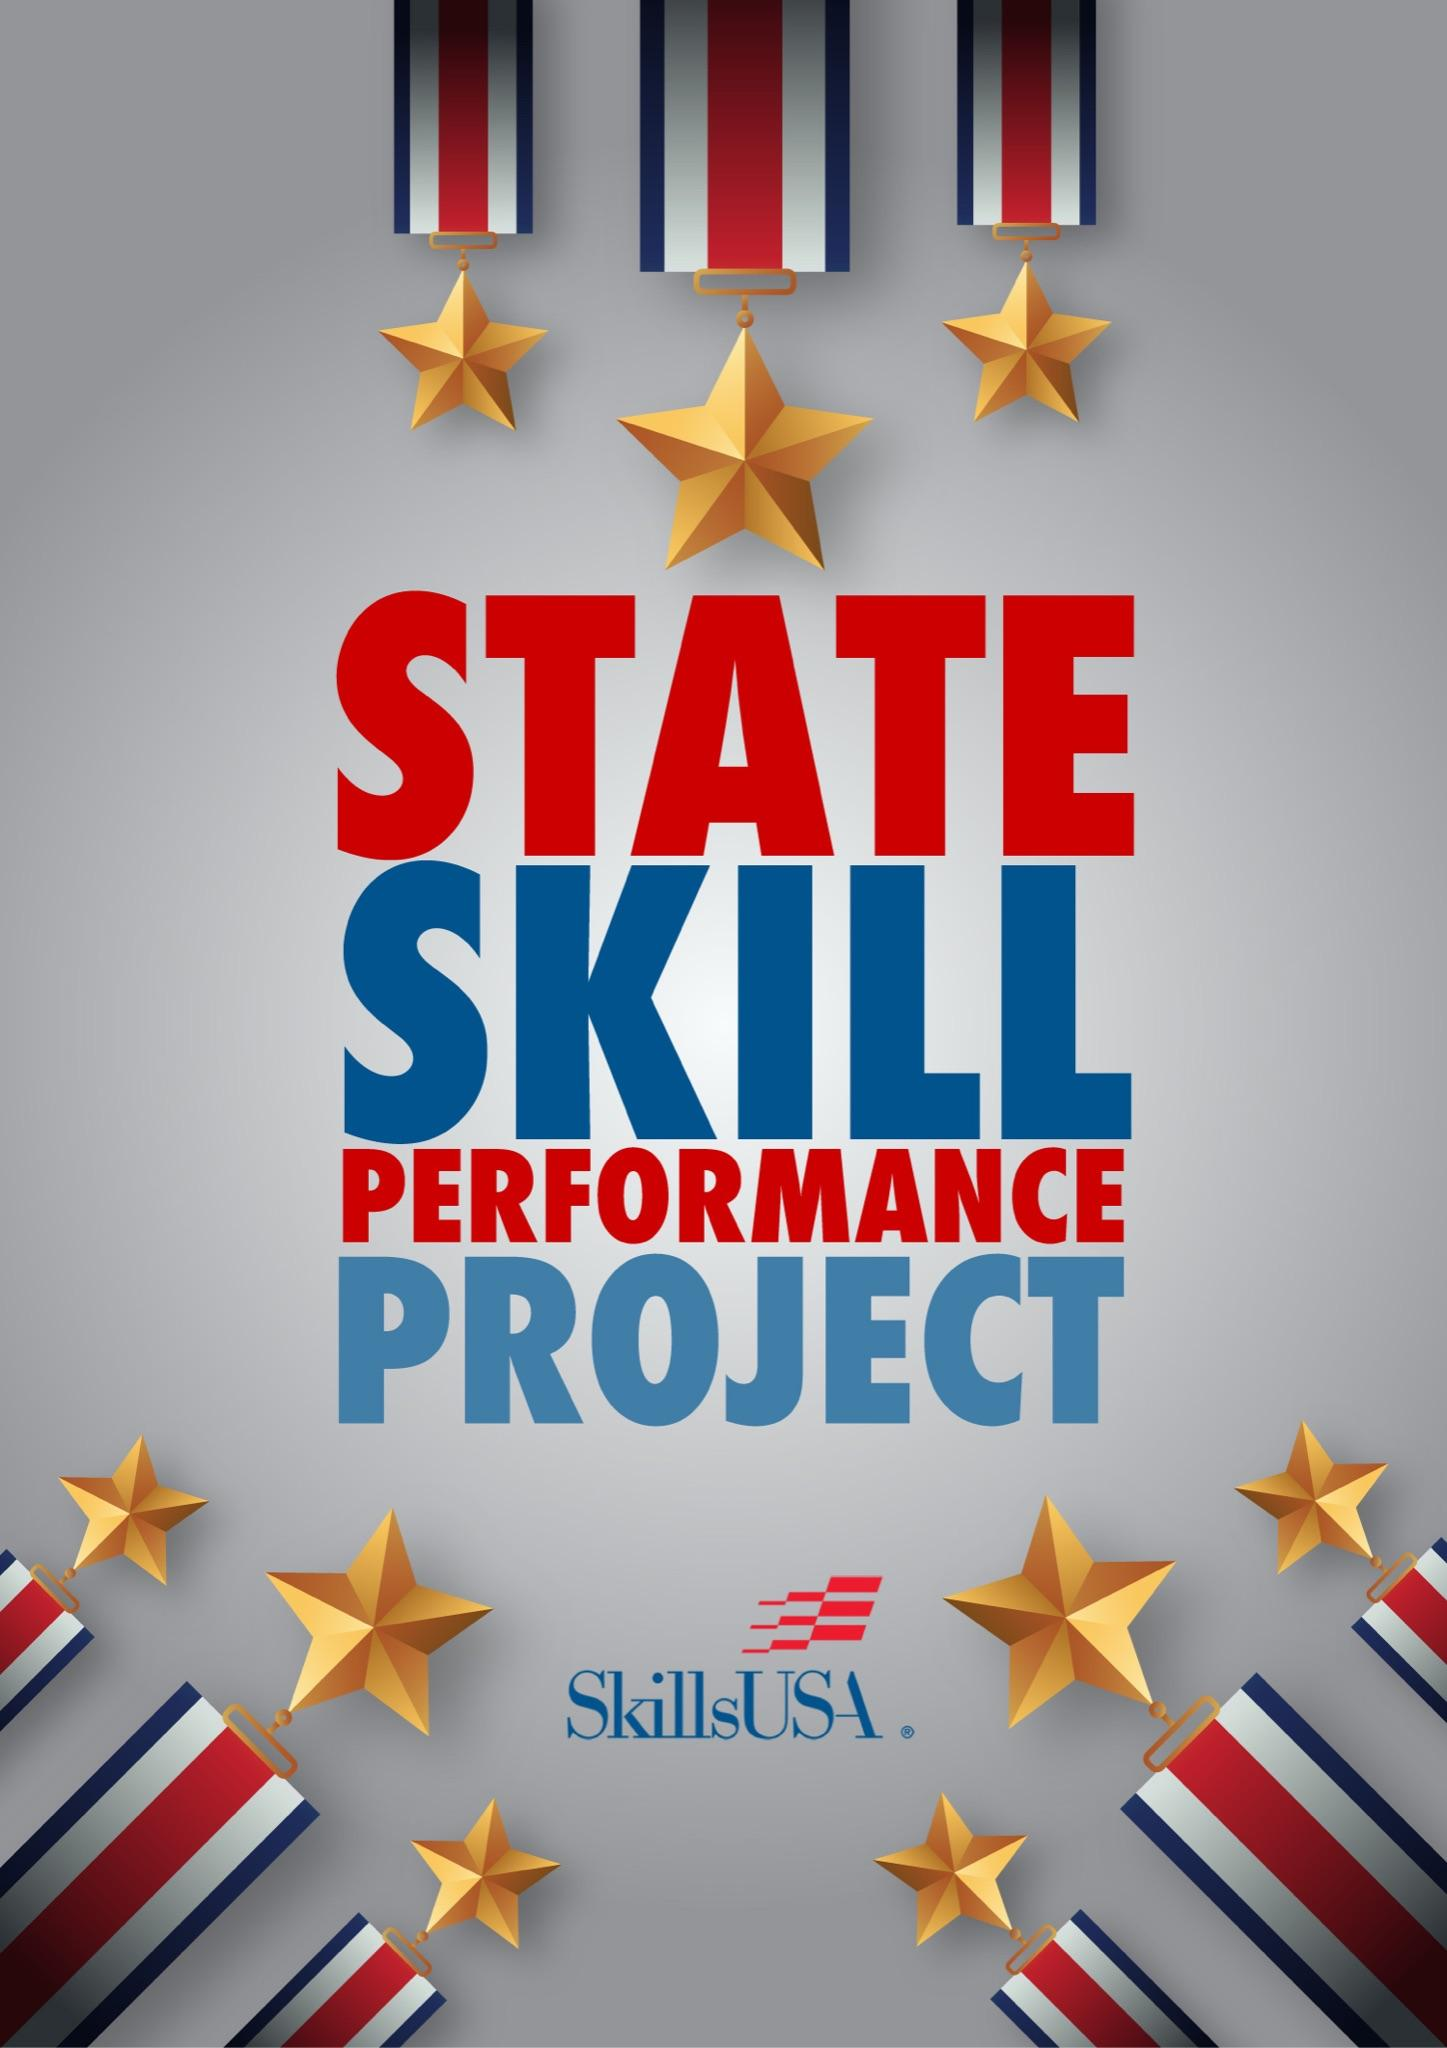 STATE
SKILL
PERFORMANCE
PROJECT
SkillsUSA ®